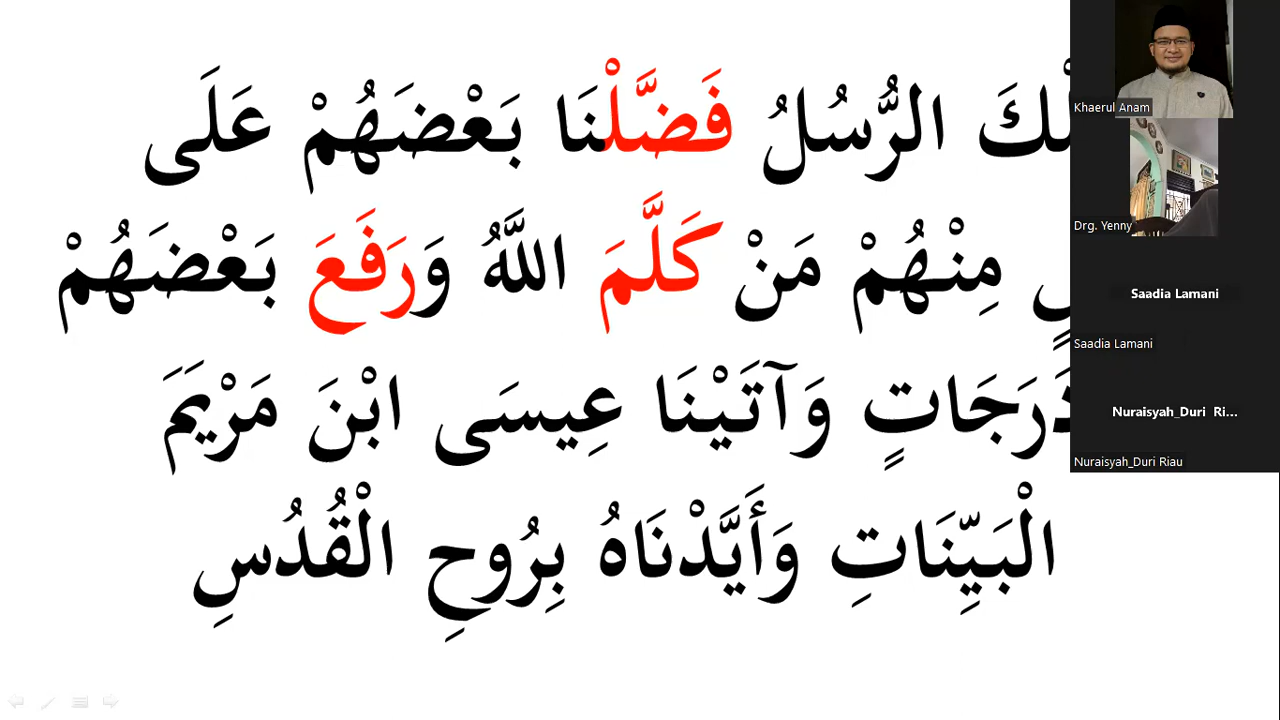 لْكَ الرُّسُلُ فَضَّلْنَا بَعْضَهُمْ عَلَى
مِنْهُمْ مَنْ كَلَّمَ اللَّهُ وَرَفَعَ بَعْضَهُمْ
دَرَجَاتٍ وَآتَيْنَا عِيسَى ابْنَ مَرْيَمَ
الْبَيِّنَاتِ وَأَيَّدْنَاهُ بِرُوحِ الْقُدُسِ
Khaerul Anam
Drg. Yenny
Saadia Lamani
Saadia Lamani
Nuraisyah_Duri Ri...
Nuraisyah_Duri Riau